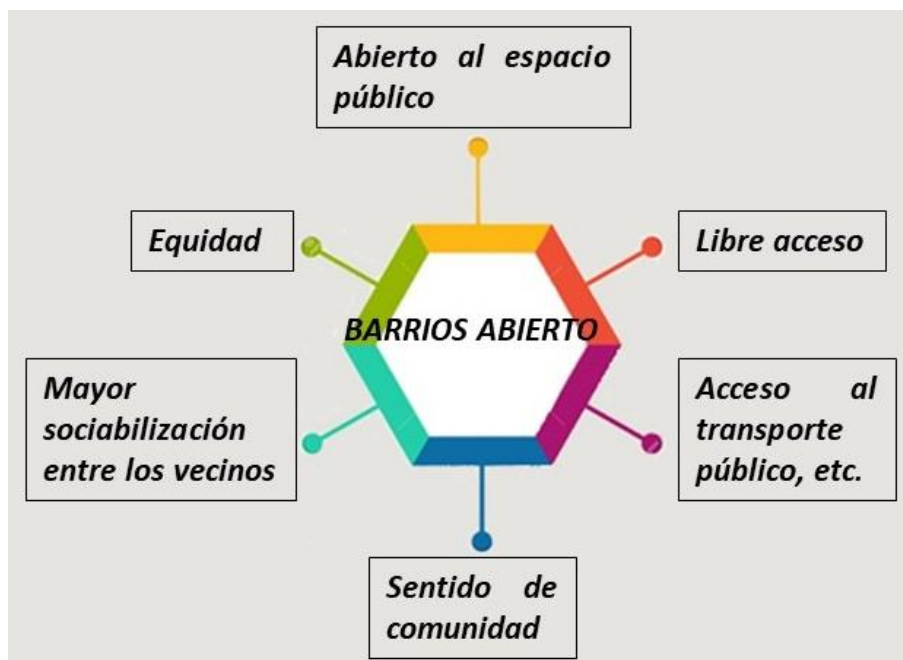 Abierto al espacio
público
Equidad
Libre acceso
BARRIOS ABIERTO
Mayor
sociabilización
entre los vecinos
Acceso al
transporte
público, etc.
Sentido de
comunidad